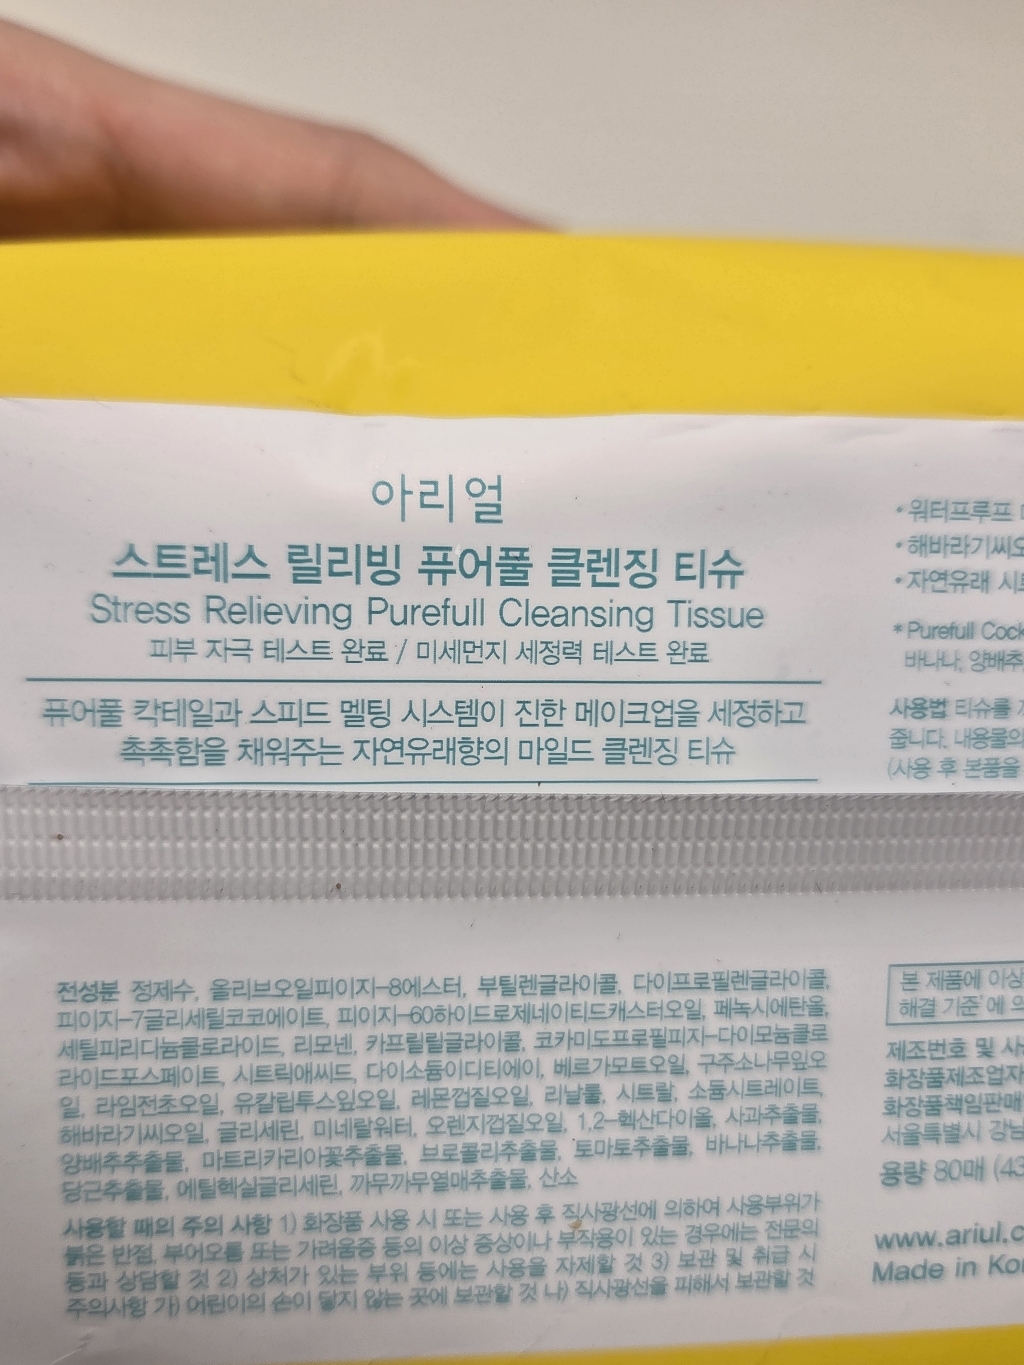 아리얼
스트레스 릴리빙 퓨어풀 클렌징 티슈
Stress Relieving Purefull Cleansing Tissue
피부 자극 테스트 완료 / 미세먼지 세정력 테스트 완료
퓨어풀 칵테일과 스피드 멜팅 시스템이 진한 메이크업을 세정하고
촉촉함을 채워주는 자연유래향의 마일드 클렌징 티슈
• 워터프루프
• 해바라기씨오
• 자연유래 시트
* Purefull Cock
바나나, 양배추
사용법 티슈를
줍니다. 내용물의
(사용 후 본품을
전성분 정제수, 올리브오일피이지-8에스터, 부틸렌글라이콜, 다이프로필렌글라이콜,
피이지-7글리세릴코코에이트, 피이지-60하이드로제네이티드캐스터오일, 페녹시에탄올,
세틸피리디늄클로라이드, 리모넨, 카프릴릴글라이콜, 코카미도프로필피지-다이모늄클로
라이드포스페이트, 시트릭애씨드, 다이소듐이디티에이, 베르가모트오일, 구주소나무잎오
일, 라임전초오일, 유칼립투스잎오일, 레몬껍질오일, 리날룰, 시트랄, 소듐시트레이트,
해바라기씨오일, 글리세린, 미네랄워터, 오렌지껍질오일, 1,2-헥산다이올, 사과추출물,
양배추추출물, 마트리카리아꽃추출물, 브로콜리추출물, 토마토추출물, 바나나추출물,
당근추출물, 에틸헥실글리세린, 까무까무열매추출물, 산소
사용할 때의 주의 사항 1) 화장품 사용 시 또는 사용 후 직사광선에 의하여 사용부위가
붉은 반점, 부어오름 또는 가려움증 등의 이상 증상이나 부작용이 있는 경우에는 전문의
등과 상담할 것 2) 상처가 있는 부위 등에는 사용을 자제할 것 3) 보관 및 취급 시
주의사항 가) 어린이의 손이 닿지 않는 곳에 보관할 것 나) 직사광선을 피해서 보관할 것
본 제품에 이상
해결 기준'에 의
제조번호 및 사
화장품제조업자
화장품책임판매
서울특별시 강남
용량 80매 (43
www.ariul.c
Made in Kor